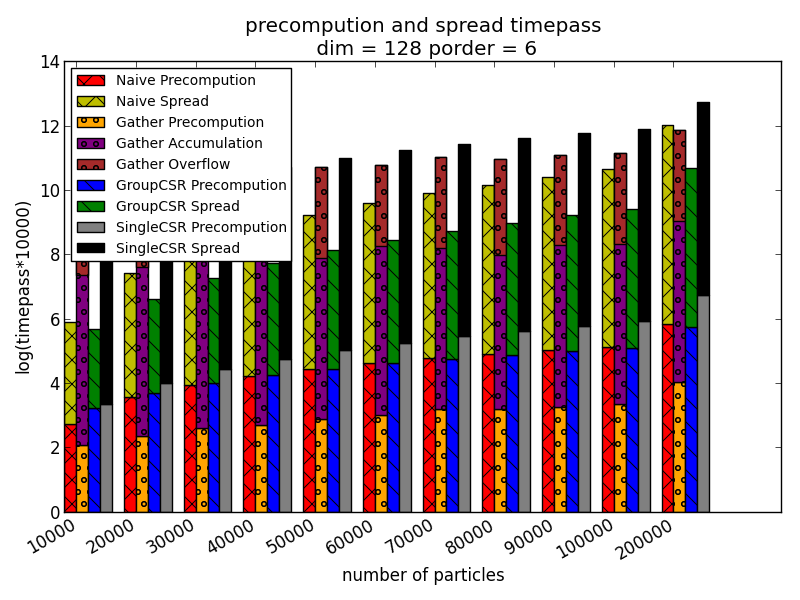 precompution and spread timepass
dim = 128 porder = 6
14
12
10
8
6
4
2
0
log(timepass*10000)
Naive Precompution
Naive Spread
Gather Precompution
Gather Accumulation
Gather Overflow
GroupCSR Precompution
GroupCSR Spread
SingleCSR Precompution
SingleCSR Spread
10000
20000
30000
40000
50000
60000
70000
80000
90000
100000
200000
number of particles